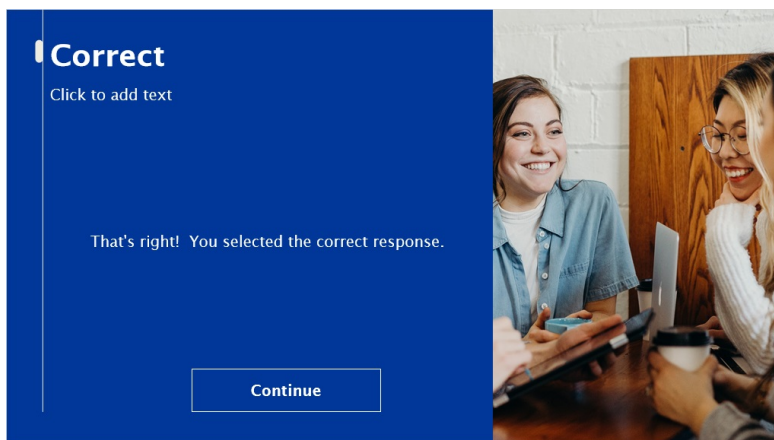 Correct
Click to add text
That's right!  You selected the correct response.
Continue